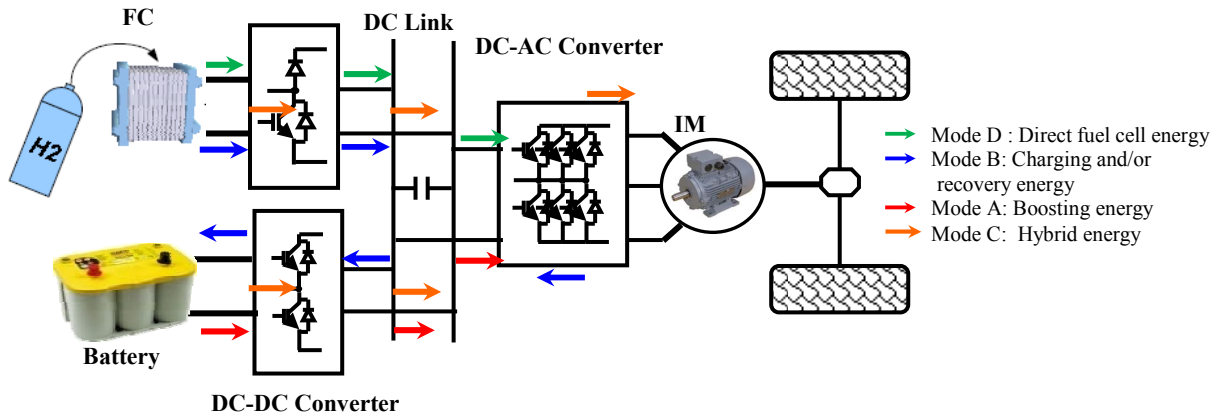 FC
DC Link
DC-AC Converter
H2
IM
Mode D : Direct fuel cell energy
Mode B: Charging and/or
recovery energy
Mode A: Boosting energy
Mode C: Hybrid energy
Battery
DC-DC Converter